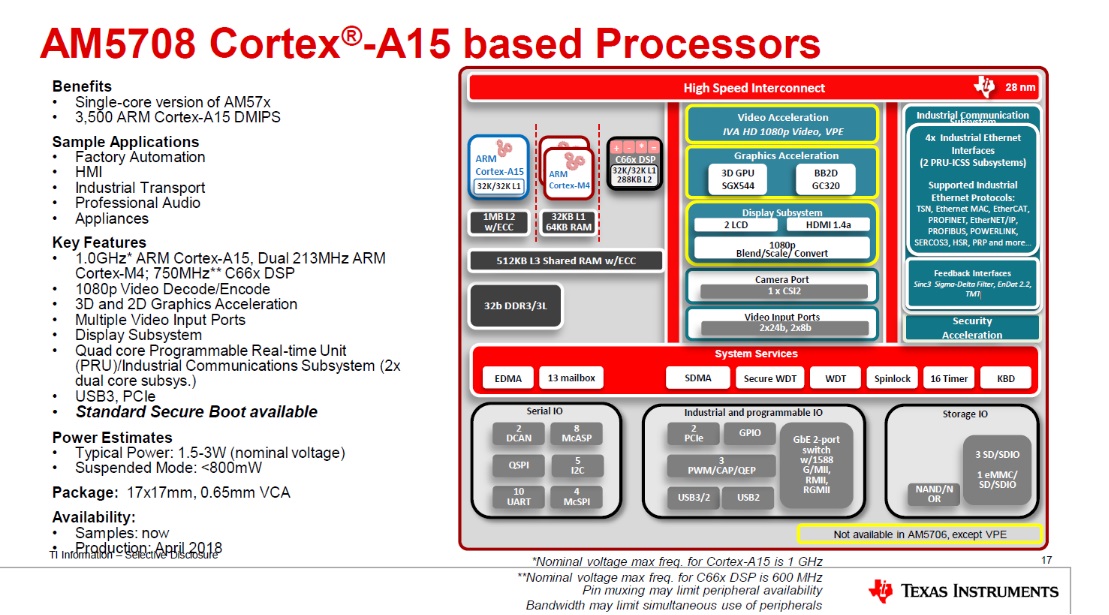 AM5708 Cortex®-A15 based Processors
Benefits
• Single-core version of AM57x
• 3,500 ARM Cortex-A15 DMIPS
Sample Applications
• Factory Automation
• HMI
• Industrial Transport
• Professional Audio
• Appliances
Key Features
• 1.0GHz* ARM Cortex-A15, Dual 213MHz ARM
Cortex-M4; 750MHz** C66x DSP
• 1080p Video Decode/Encode
• 3D and 2D Graphics Acceleration
• Multiple Video Input Ports
• Display Subsystem
• Quad core Programmable Real-time Unit
(PRU)/Industrial Communications Subsystem (2x
dual core subsys.)
• USB3, PCIe
• Standard Secure Boot available
Power Estimates
• Typical Power: 1.5-3W (nominal voltage)
• Suspended Mode: <800mW
Package: 17x17mm, 0.65mm VCA
Availability:
• Samples: now
• Production: April 2018
TI Information – Selective Disclosure
High Speed Interconnect
28 nm
ARM
Cortex-A15
32K/32K L1
ARM
Cortex-M4
+ - * =
C66x DSP
32K/32K L1
288KB L2
1MB L2
w/ECC
32KB L1
64KB RAM
512KB L3 Shared RAM w/ECC
32b DDR3/3L
Video Acceleration
IVA HD 1080p Video, VPE
Graphics Acceleration
3D GPU
SGX544
BB2D
GC320
Display Subsystem
2 LCD
HDMI 1.4a
1080p
Blend/Scale/ Convert
Camera Port
1 x CSI2
Video Input Ports
2x24b, 2x8b
Industrial Communication
Subsystem
4x Industrial Ethernet
Interfaces
(2 PRU-ICSS Subsystems)
Supported Industrial
Ethernet Protocols:
TSN, Ethernet MAC, EtherCAT,
PROFINET, EtherNET/IP,
PROFIBUS, POWERLINK,
SERCOS3, HSR, PRP and more...
Feedback Interfaces
Sinc3 Sigma-Delta Filter, EnDat 2.2,
TMT
Security
Acceleration
System Services
EDMA
13 mailbox
SDMA
Secure WDT
WDT
Spinlock
16 Timer
KBD
Serial IO
2
DCAN
8
McASP
QSPI
5
I2C
10
UART
4
McSPI
Industrial and programmable IO
2
PCIe
GPIO
3
PWM/CAP/QEP
USB3/2
USB2
GbE 2-port
switch
w/1588
G/MII,
RMII,
RGMII
Storage IO
NAND/N
OR
3 SD/SDIO
1 eMMC/
SD/SDIO
Not available in AM5706, except VPE
*Nominal voltage max freq. for Cortex-A15 is 1 GHz
17
**Nominal voltage max freq. for C66x DSP is 600 MHz
Pin muxing may limit peripheral availability
Bandwidth may limit simultaneous use of peripherals
TEXAS INSTRUMENTS